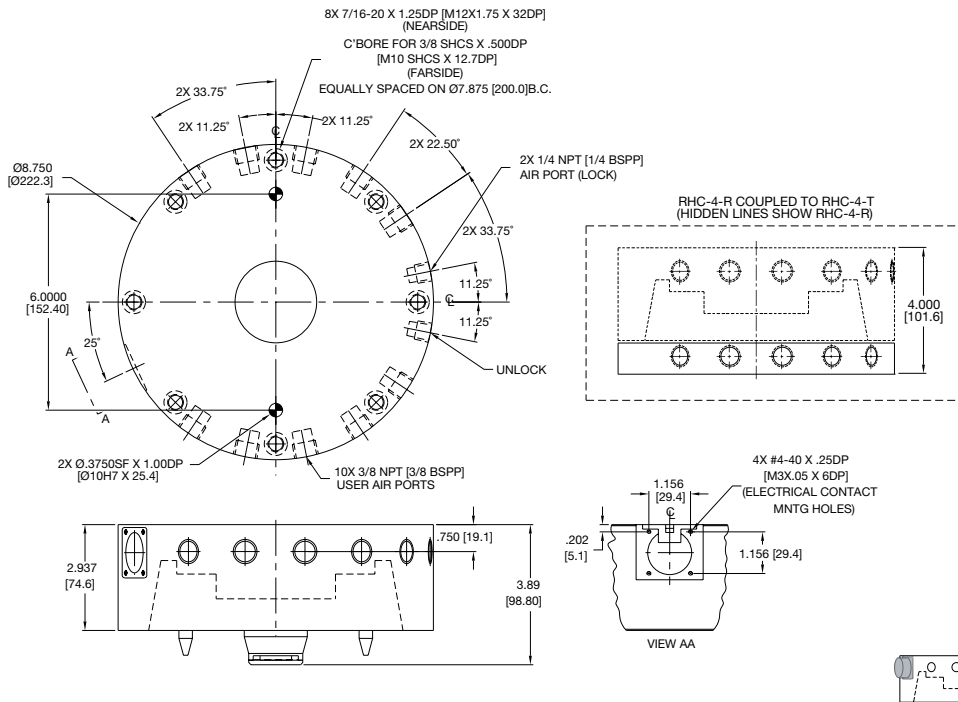 8X 7/16-20 X 1.25DP [M12X1.75 X 32DP]
(NEARSIDE)
C'BORE FOR 3/8 SHCS X .500DP
[M10 SHCS X 12.7DP]
(FARSIDE)
EQUALLY SPACED ON Ø7.875 [200.0]B.C.
2X 33.75°
2X 11.25°
2X 11.25°
℄
2X 22.50°
2X 1/4 NPT [1/4 BSPP]
AIR PORT (LOCK)
Ø8.750
[Ø222.3]
2X 33.75°
RHC-4-R COUPLED TO RHC-4-T
(HIDDEN LINES SHOW RHC-4-R)
6.0000
[152.40]
11.25°
℄
11.25°
4.000
[101.6]
25°
A
A
UNLOCK
2X Ø.3750SF X 1.00DP
[Ø10H7 X 25.4]
10X 3/8 NPT [3/8 BSPP]
USER AIR PORTS
4X #4-40 X .25DP
[M3X.05 X 6DP]
(ELECTRICAL CONTACT
MNTG HOLES)
1.156
[29.4]
℄
.750 [19.1]
.202
[5.1]
1.156 [29.4]
2.937
[74.6]
3.89
[98.80]
VIEW AA